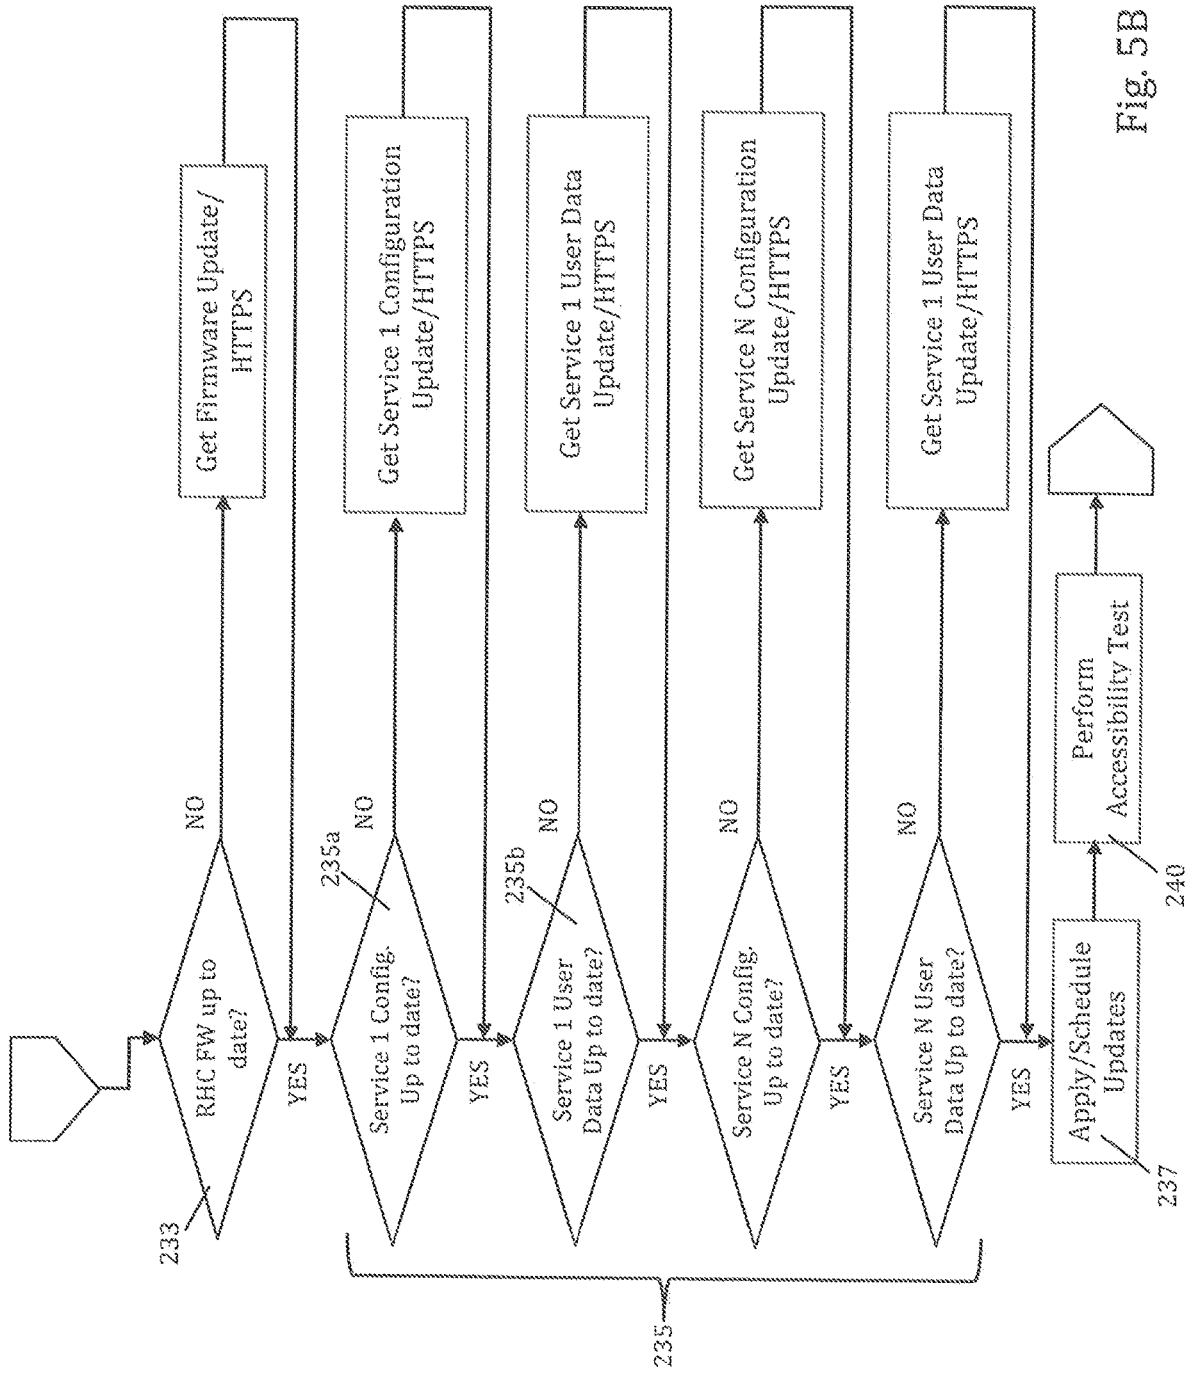 RHC FW up to
date?
233
NO
YES
Get Firmware Update/
HTTPS
Service 1 Config.
Up to date?
235a
NO
YES
Get Service 1 Configuration
Update/HTTPS
Service 1 User
Data Up to date?
235b
NO
YES
Get Service 1 User Data
Update/HTTPS
Service N Config.
Up to date?
NO
YES
Get Service N Configuration
Update/HTTPS
Service N User
Data Up to date?
NO
YES
Get Service 1 User Data
Update/HTTPS
235
Apply/Schedule
Updates
237
Perform
Accessibility Test
240
Fig. 5B